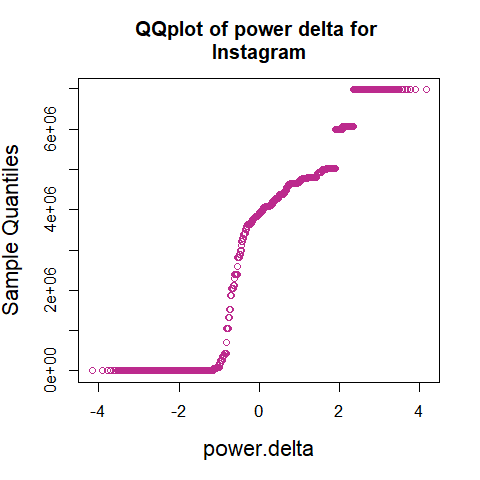 QQplot of power delta for
Instagram
Sample Quantiles
6e+06
4e+06
2e+06
0e+00
-4 -2 0 2 4
power.delta